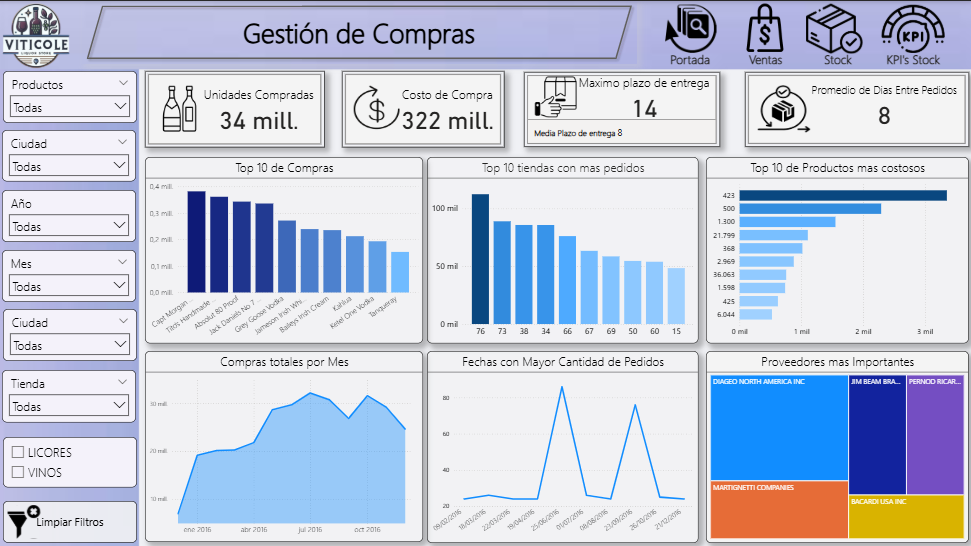 VITICOLE
LIQUOR STORE
Gestión de Compras
Portada
Ventas
Stock
KPI
KPI's Stock
Productos
Todas
Ciudad
Todas
Año
Todas
Mes
Todas
Ciudad
Todas
Tienda
Todas
LICORES
VINOS
Limpiar Filtros
Unidades Compradas
34 mill.
Costo de Compra
322 mill.
Maximo plazo de entrega
14
Media Plazo de entrega 8
Promedio de Dias Entre Pedidos
8
Top 10 de Compras
0,4 mill.
0,3 mill.
0,2 mill.
0,1 mill.
0,0 mill.
Capt Morgan ...
Titos Handmade ...
Absolut 80 Proof
Jack Daniels No 7 ...
Grey Goose Vodka
Jameson Irish Whi...
Baileys Irish Cream
Kahlua
Ketel One Vodka
Tanqueray
Top 10 tiendas con mas pedidos
100 mil
50 mil
0 mil
76 73 38 34 66 67 69 50 60 15
Top 10 de Productos mas costosos
423
500
1.300
21.799
368
2.969
36.063
1.598
425
6.044
0 mil 1 mil 2 mil 3 mil
Compras totales por Mes
30 mill.
20 mill.
10 mill.
ene 2016 abr 2016 jul 2016 oct 2016
Fechas con Mayor Cantidad de Pedidos
80
60
40
20
09/02/2016 18/03/2016 22/03/2016 19/04/2016 25/06/2016 01/07/2016 08/08/2016 23/09/2016 26/10/2016 21/12/2016
Proveedores mas Importantes
DIAGEO NORTH AMERICA INC
JIM BEAM BRA...
PERNOD RICAR...
MARTIGNETTI COMPANIES
BACARDI USA INC